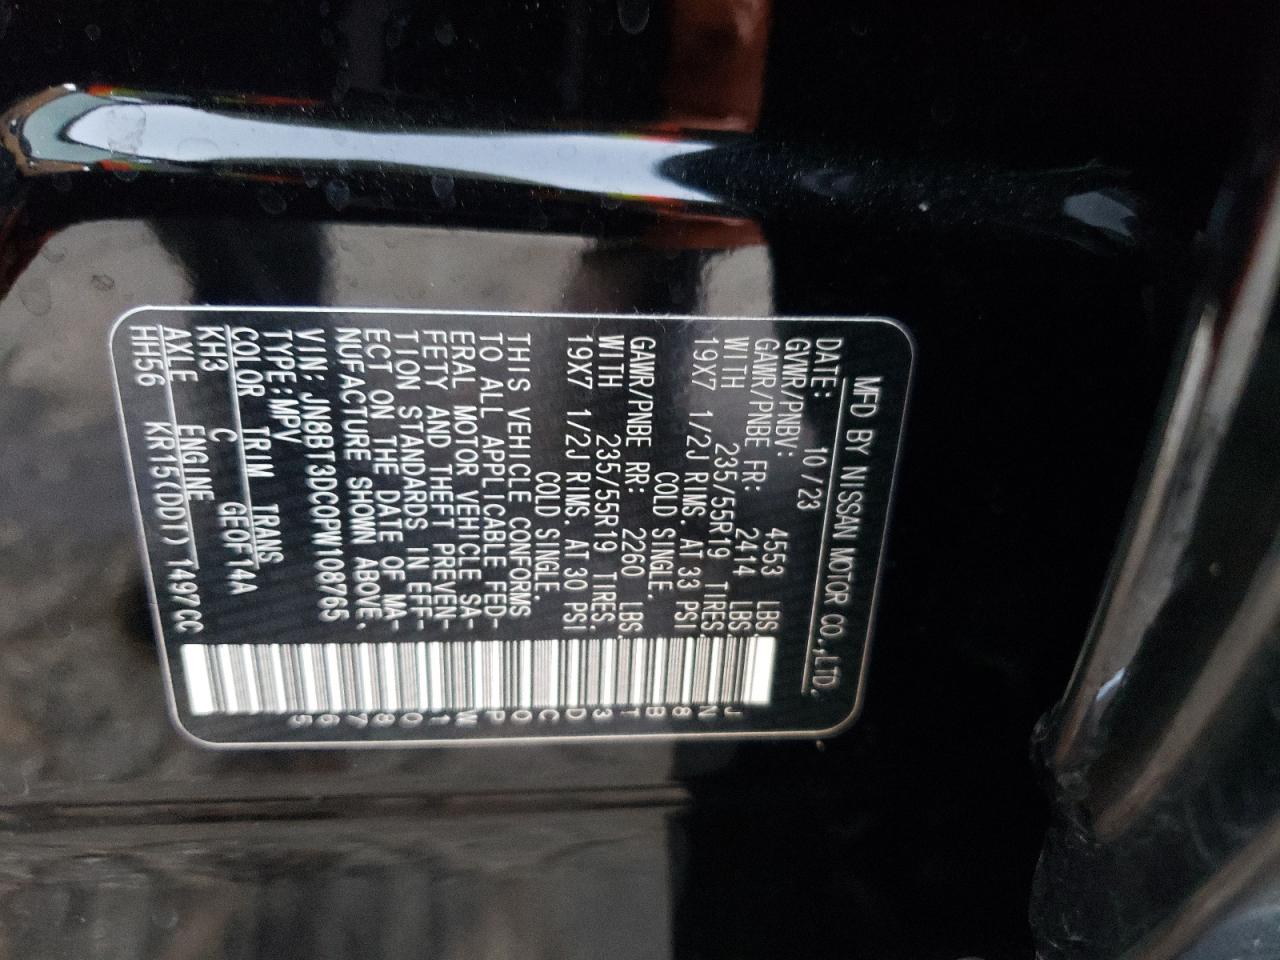 MFD BY NISSAN MOTOR CO.,LTD.
DATE: 10/23
GVWR/PNBV: 4553 LBS.
GAWR/PNBE FR: 2414 LBS.
WITH 235/55R19 TIRES.
19X7 1/2J RIMS. AT 33 PSI
COLD SINGLE.
GAWR/PNBE RR: 2260 LBS.
WITH 235/55R19 TIRES.
19X7 1/2J RIMS. AT 30 PSI
COLD SINGLE.
THIS VEHICLE CONFORMS
TO ALL APPLICABLE FED-
ERAL MOTOR VEHICLE SA-
FETY AND THEFT PREVEN-
TION STANDARDS IN EFF-
ECT ON THE DATE OF MA-
NUFACTURE SHOWN ABOVE.
VIN: JN8BT3DC0PW108765
TYPE:MPV
COLOR TRIM TRANS
KH3 C GE0F14A
AXLE ENGINE
HH56 KR15(DDT) 1497CC
JN8BT3DC0PW108765